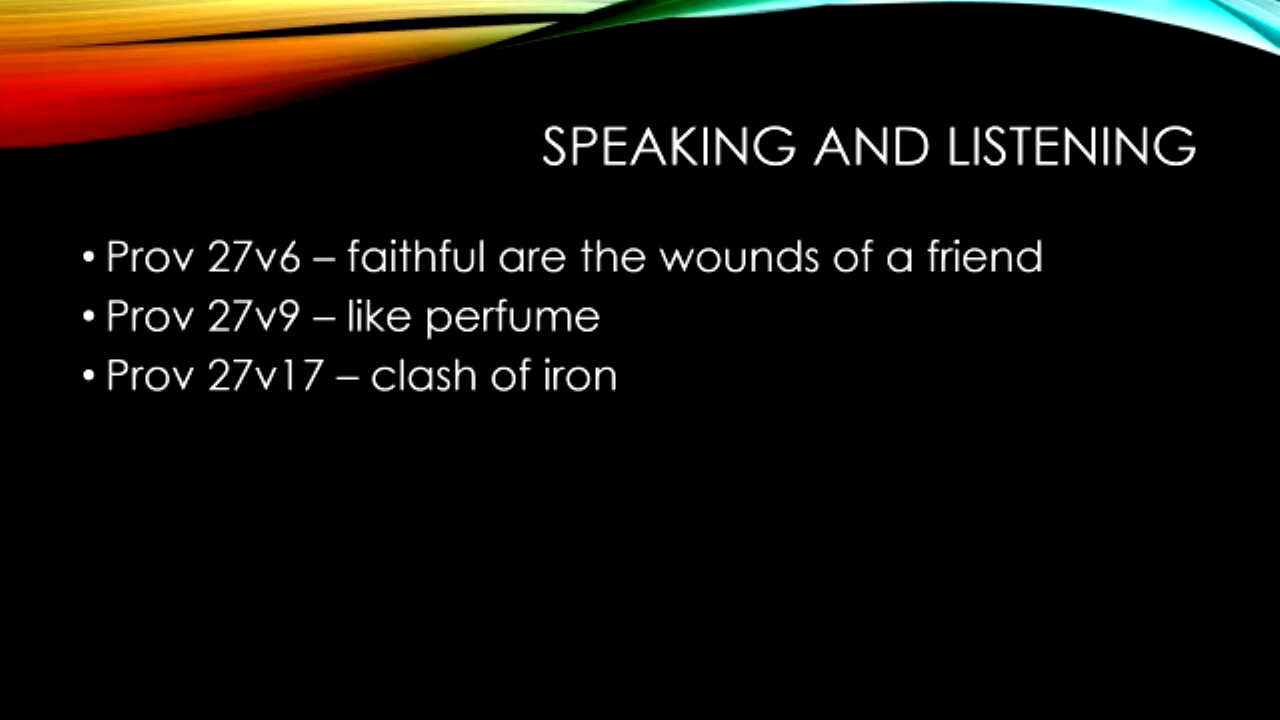 SPEAKING AND LISTENING
• Prov 27v6 – faithful are the wounds of a friend
• Prov 27v9 – like perfume
• Prov 27v17 – clash of iron